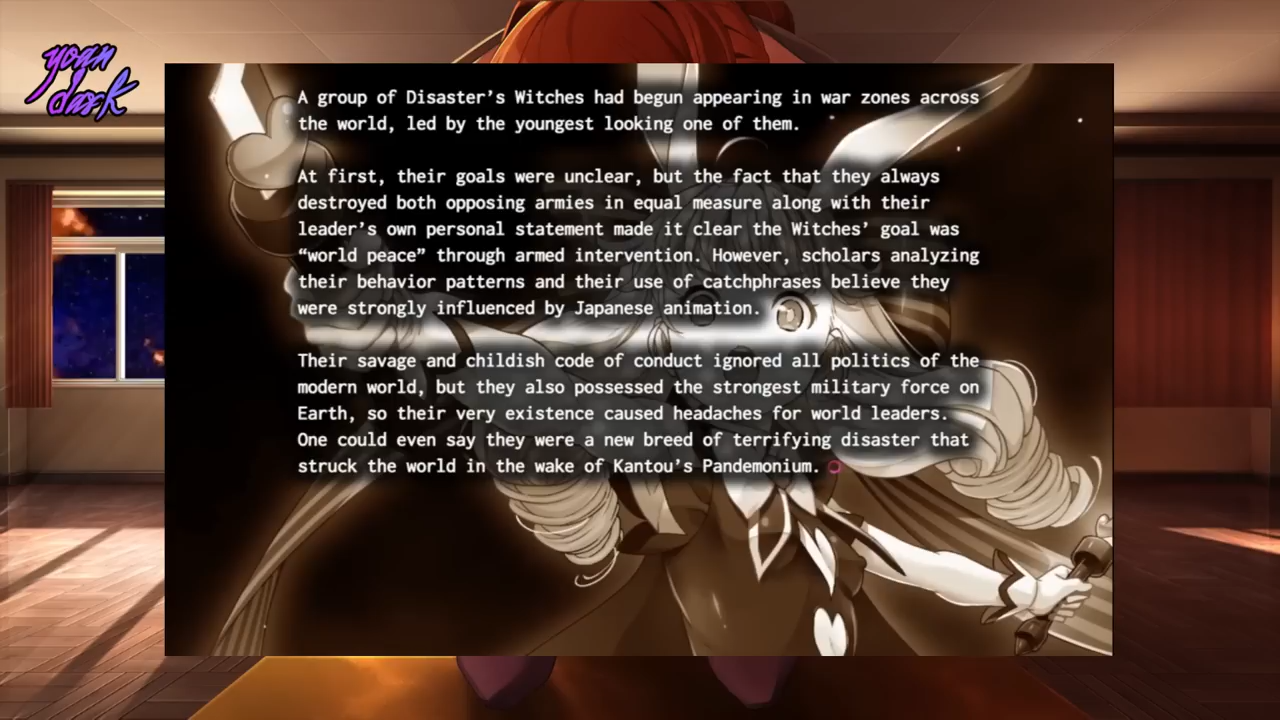 yoan
dark
A group of Disaster’s Witches had begun appearing in war zones across
the world, led by the youngest looking one of them.
At first, their goals were unclear, but the fact that they always
destroyed both opposing armies in equal measure along with their
leader’s own personal statement made it clear the Witches’ goal was
“world peace” through armed intervention. However, scholars analyzing
their behavior patterns and their use of catchphrases believe they
were strongly influenced by Japanese animation.
Their savage and childish code of conduct ignored all politics of the
modern world, but they also possessed the strongest military force on
Earth, so their very existence caused headaches for world leaders.
One could even say they were a new breed of terrifying disaster that
struck the world in the wake of Kantou’s Pandemonium.